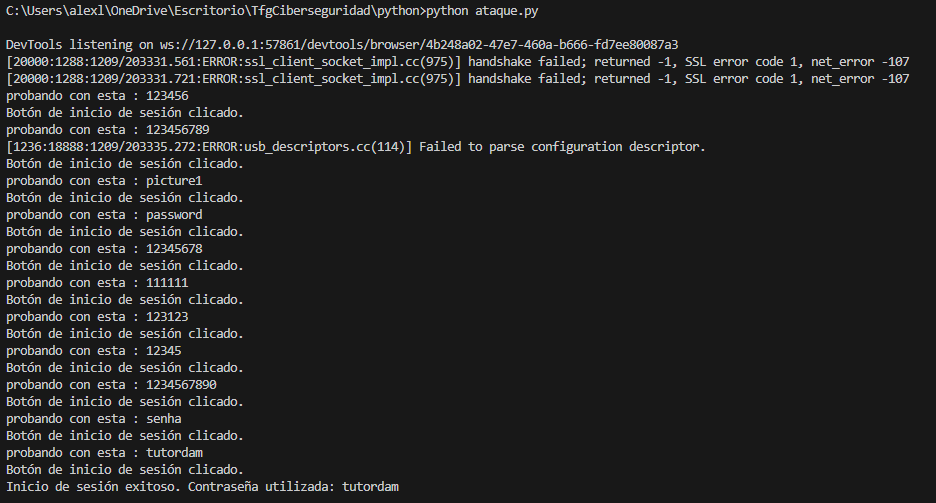 C:\Users\alexl\OneDrive\Escritorio\TfgCiberseguridad\python>python ataque.py
DevTools listening on ws://127.0.0.1:57861/devtools/browser/4b248a02-47e7-460a-b666-fd7ee80087a3
[20000:1288:1209/203331.561:ERROR:ssl_client_socket_impl.cc(975)] handshake failed; returned -1, SSL error code 1, net_error -107
[20000:1288:1209/203331.721:ERROR:ssl_client_socket_impl.cc(975)] handshake failed; returned -1, SSL error code 1, net_error -107
probando con esta : 123456
Botón de inicio de sesión clicado.
probando con esta : 123456789
[1236:18888:1209/203335.272:ERROR:usb_descriptors.cc(114)] Failed to parse configuration descriptor.
Botón de inicio de sesión clicado.
probando con esta : picture1
Botón de inicio de sesión clicado.
probando con esta : password
Botón de inicio de sesión clicado.
probando con esta : 12345678
Botón de inicio de sesión clicado.
probando con esta : 111111
Botón de inicio de sesión clicado.
probando con esta : 123123
Botón de inicio de sesión clicado.
probando con esta : 12345
Botón de inicio de sesión clicado.
probando con esta : 1234567890
Botón de inicio de sesión clicado.
probando con esta : senha
Botón de inicio de sesión clicado.
probando con esta : tutordam
Botón de inicio de sesión clicado.
Inicio de sesión exitoso. Contraseña utilizada: tutordam